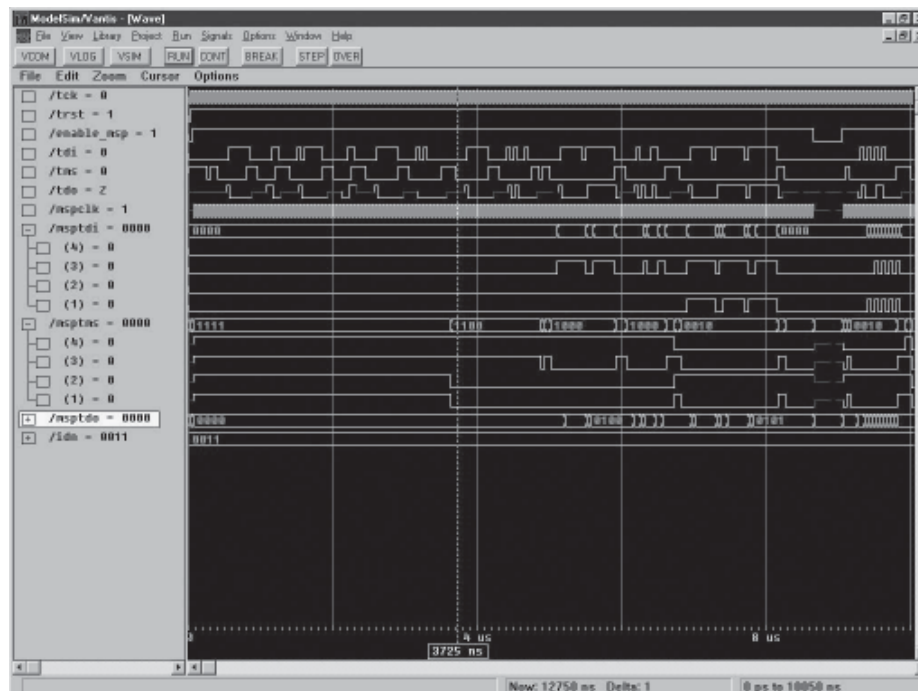 ModelSim/Vantis - [Wave]
File View Library Project Run Signals Options Window Help
VCOM VLOG VSIM RUN CONT BREAK STEP OVER
File Edit Zoom Cursor Options
/tck = 0
/trst = 1
/enable_msp = 1
/tdi = 0
/tms = 0
/tdo = Z
/mspclk = 1
/msptdi = 0000 0000 0000
(4) = 0
(3) = 0
(2) = 0
(1) = 0
/msptms = 0000 1111 1100 1000 1000 0010 0010
(4) = 0
(3) = 0
(2) = 0
(1) = 0
/msptdo = 0000 0000 0100 0101
/idn = 0011 0011
0 4 us 8 us
3725 ns
Now: 12750 ns Delta: 1 0 ps to 10050 ns